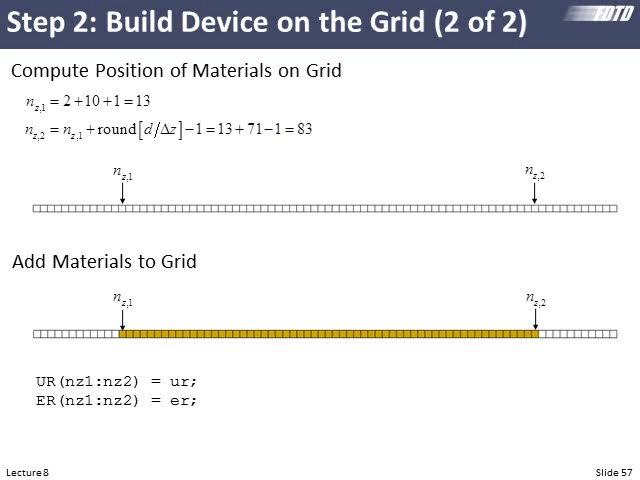 Step 2: Build Device on the Grid (2 of 2)
FDTD
Compute Position of Materials on Grid
n_{z,1} = 2+10+1 = 13
n_{z,2} = n_{z,1} + round[d/Δz] −1 = 13+71−1 = 83
n_{z,1} n_{z,2}
Add Materials to Grid
n_{z,1} n_{z,2}
UR(nz1:nz2) = ur;
ER(nz1:nz2) = er;
Lecture 8 Slide 57